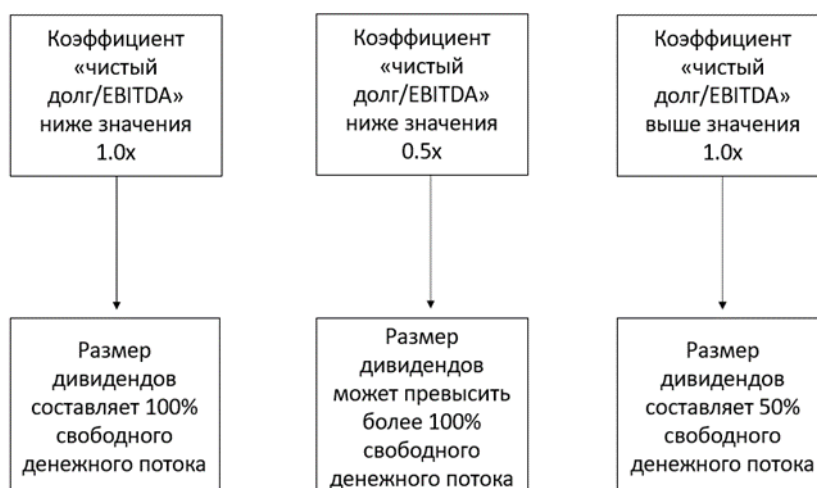 Коэффициент
«чистый
долг/EBITDA»
ниже значения
1.0x
Коэффициент
«чистый
долг/EBITDA»
ниже значения
0.5x
Коэффициент
«чистый
долг/EBITDA»
выше значения
1.0x
Размер
дивидендов
составляет 100%
свободного
денежного потока
Размер
дивидендов
может превысить
более 100%
свободного
денежного потока
Размер
дивидендов
составляет 50%
свободного
денежного потока